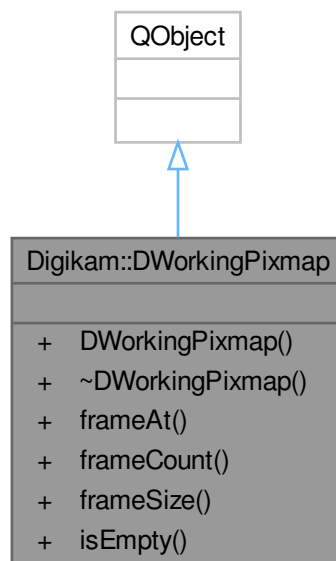 QObject
Digikam::DWorkingPixmap
+ DWorkingPixmap()
+ ~DWorkingPixmap()
+ frameAt()
+ frameCount()
+ frameSize()
+ isEmpty()